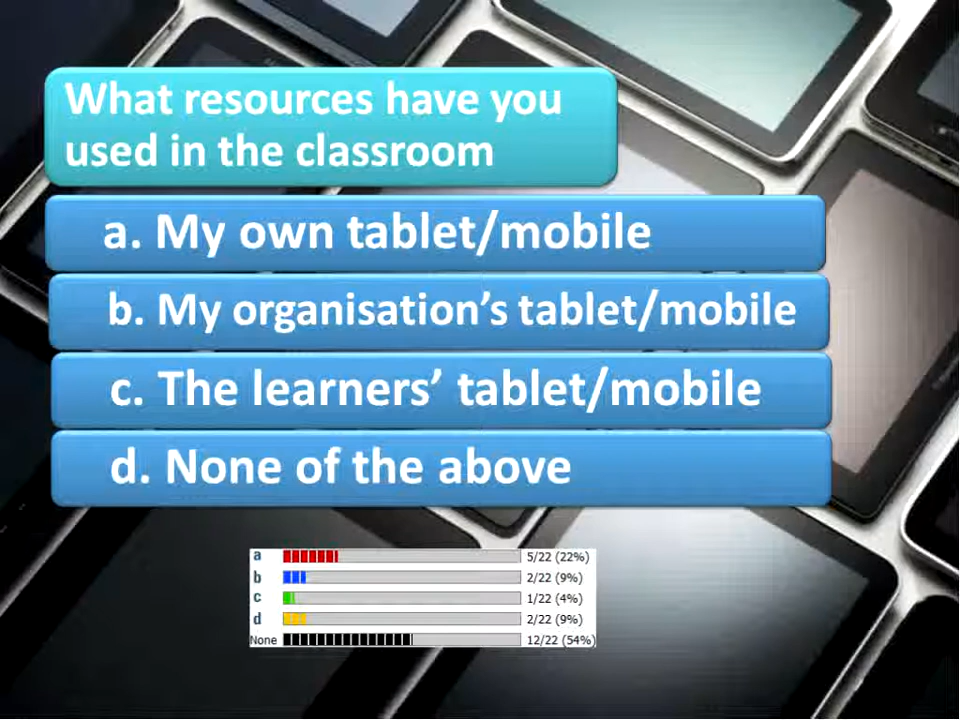 What resources have you
used in the classroom
a. My own tablet/mobile
b. My organisation’s tablet/mobile
c. The learners’ tablet/mobile
d. None of the above
a 5/22 (22%)
b 2/22 (9%)
c 1/22 (4%)
d 2/22 (9%)
None 12/22 (54%)